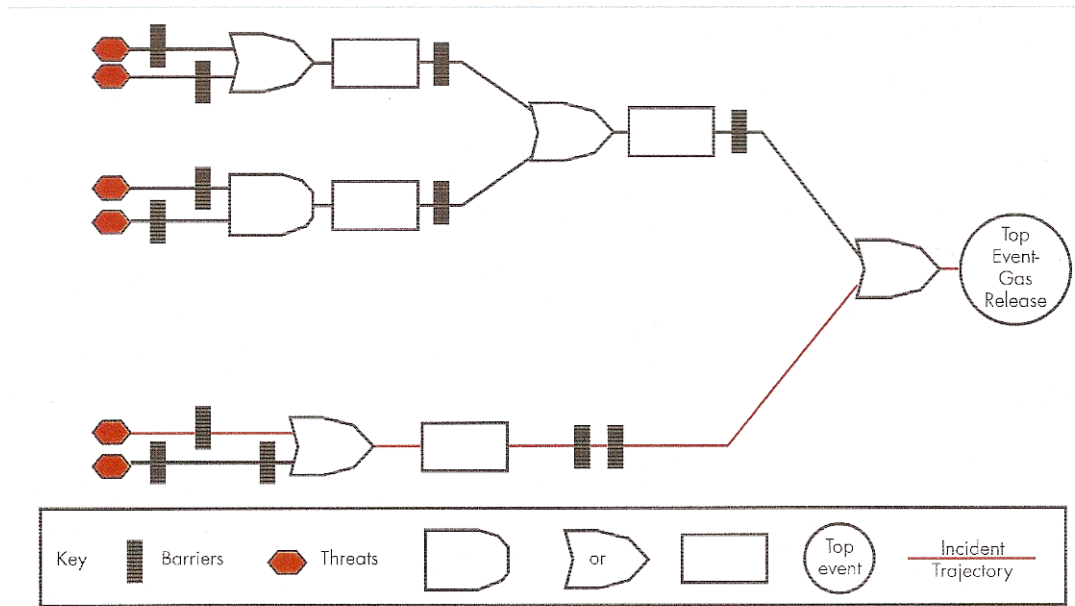 Top
Event-
Gas
Release
Key
Barriers
Threats
or
Top
event
Incident
Trajectory